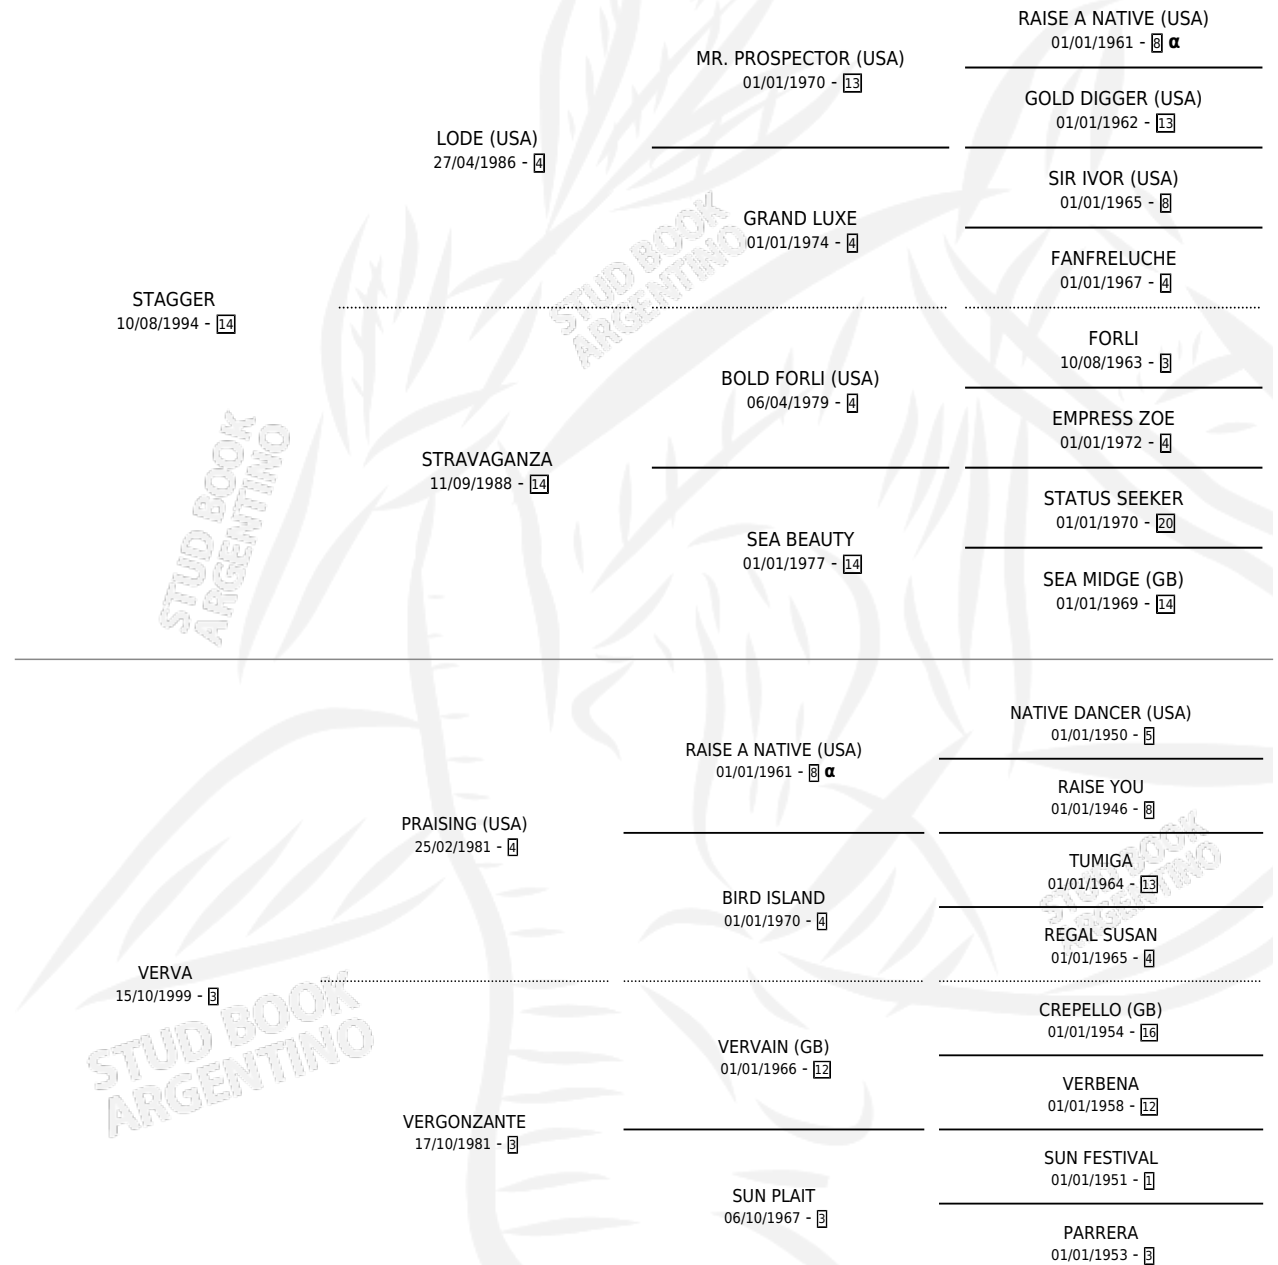 RAISE A NATIVE (USA)
01/01/1961 - 8 α
MR. PROSPECTOR (USA)
01/01/1970 - 13
GOLD DIGGER (USA)
01/01/1962 - 13
LODE (USA)
27/04/1986 - 4
SIR IVOR (USA)
01/01/1965 - 8
GRAND LUXE
01/01/1974 - 4
FANFRELUCHE
01/01/1967 - 4
STAGGER
10/08/1994 - 14
FORLI
10/08/1963 - 3
BOLD FORLI (USA)
06/04/1979 - 4
EMPRESS ZOE
01/01/1972 - 4
STRAVAGANZA
11/09/1988 - 14
STATUS SEEKER
01/01/1970 - 20
SEA BEAUTY
01/01/1977 - 14
SEA MIDGE (GB)
01/01/1969 - 14
NATIVE DANCER (USA)
01/01/1950 - 5
RAISE A NATIVE (USA)
01/01/1961 - 8 α
RAISE YOU
01/01/1946 - 8
PRAISING (USA)
25/02/1981 - 4
TUMIGA
01/01/1964 - 13
BIRD ISLAND
01/01/1970 - 4
REGAL SUSAN
01/01/1965 - 4
VERVA
15/10/1999 - 3
CREPELLO (GB)
01/01/1954 - 16
VERVAIN (GB)
01/01/1966 - 12
VERBENA
01/01/1958 - 12
VERGONZANTE
17/10/1981 - 3
SUN FESTIVAL
01/01/1951 - 1
SUN PLAIT
06/10/1967 - 3
PARRERA
01/01/1953 - 3
STUD BOOK
ARGENTINO
STUD BOOK
ARGENTINO
STUD BOOK
ARGENTINO
STUD BOOK
ARGENTINO